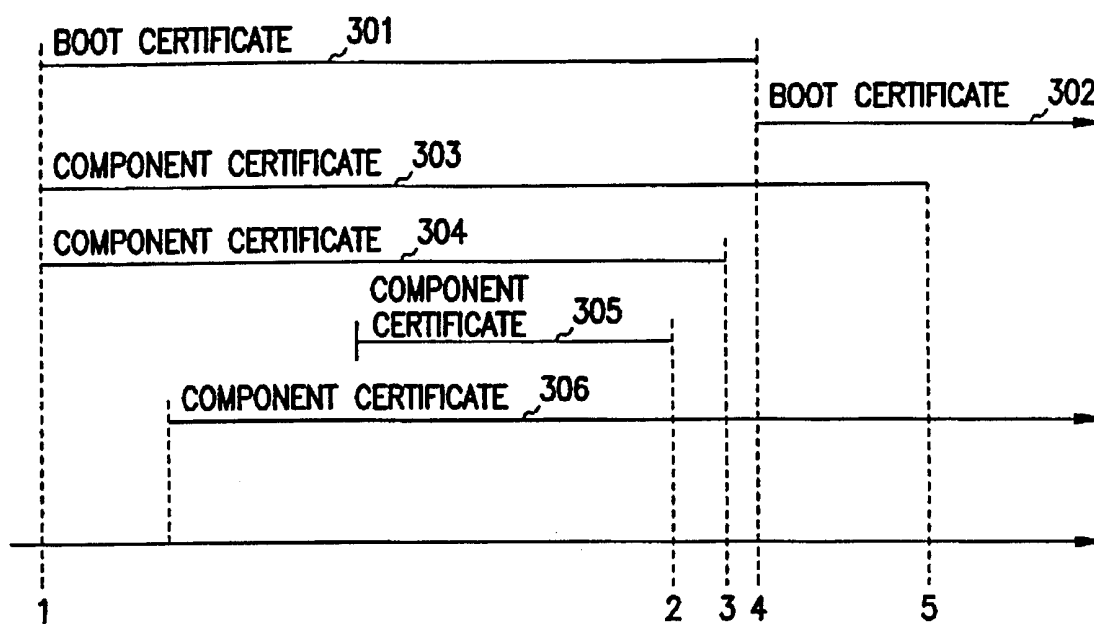 BOOT CERTIFICATE 301
BOOT CERTIFICATE 302
COMPONENT CERTIFICATE 303
COMPONENT CERTIFICATE 304
COMPONENT
CERTIFICATE 305
COMPONENT CERTIFICATE 306
1 2 3 4 5